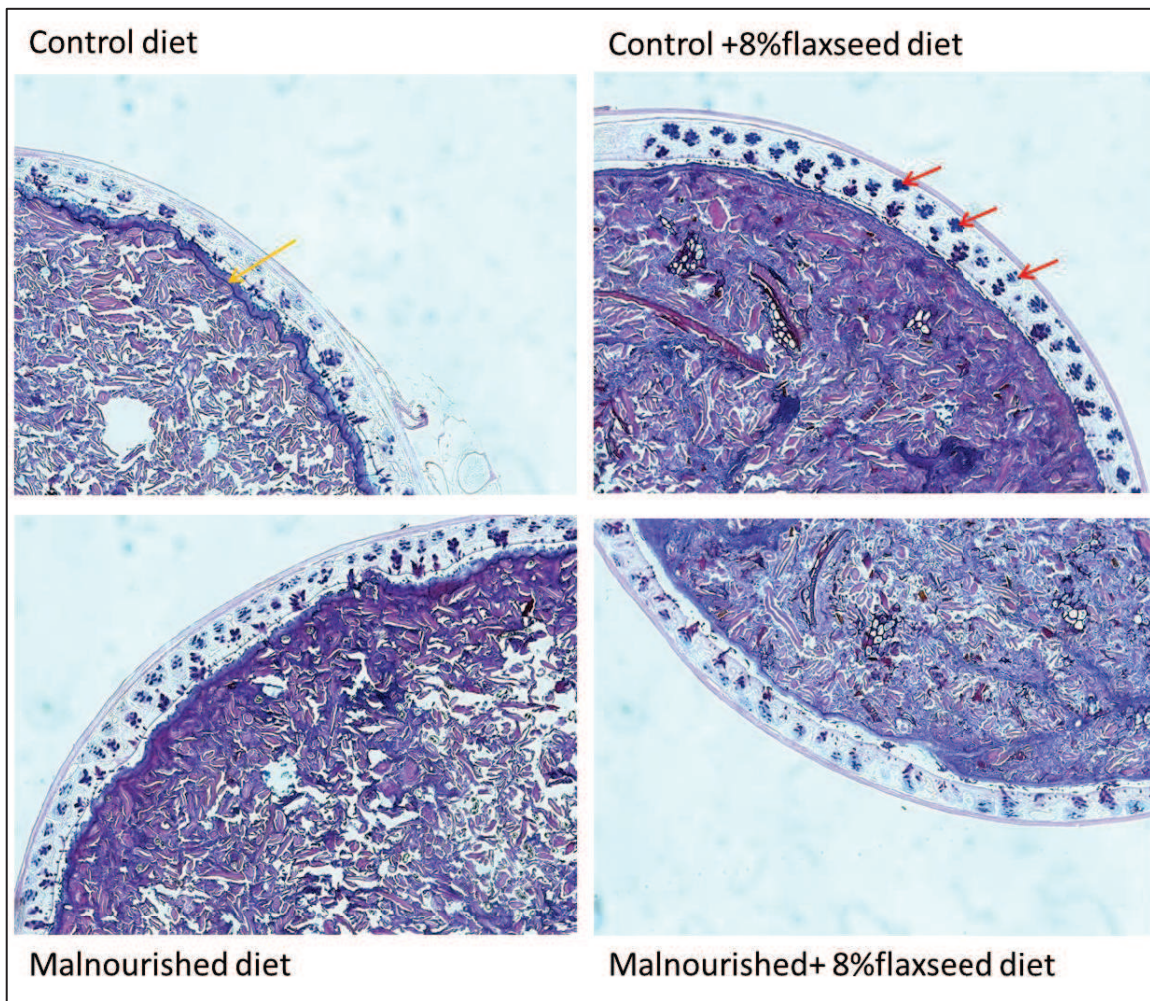 Control diet
Control +8%flaxseed diet
Malnourished diet
Malnourished+ 8%flaxseed diet